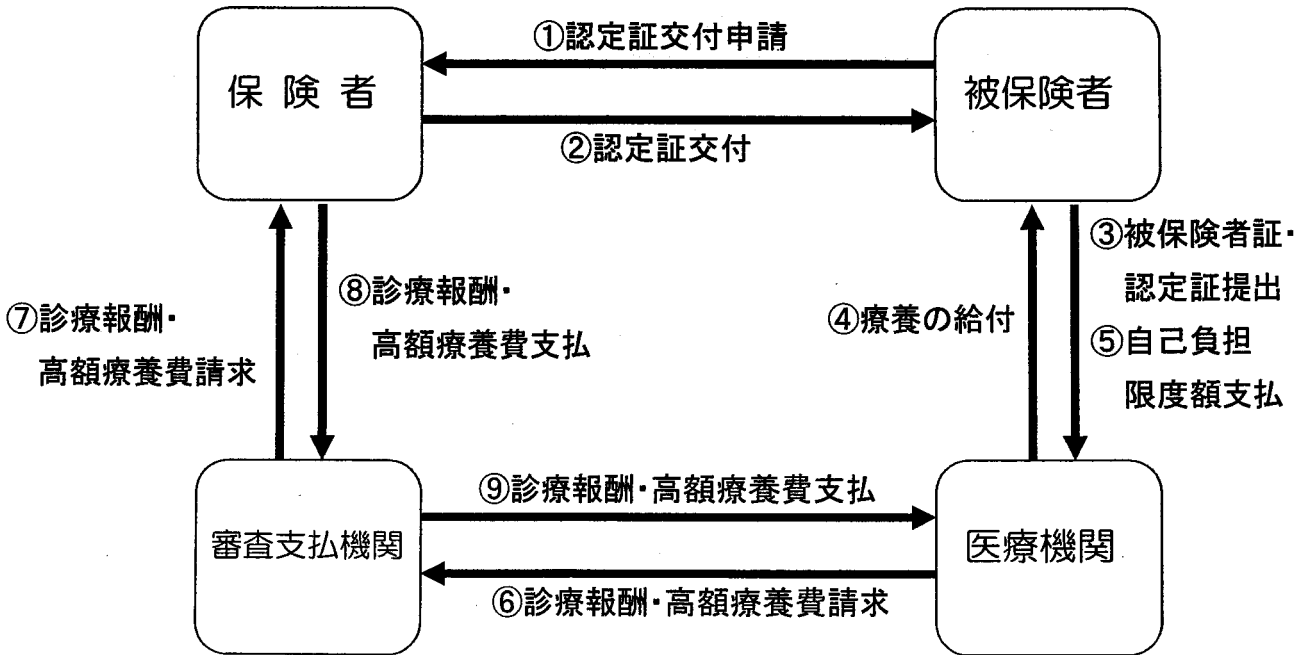 ①認定証交付申請
保険者
被保険者
②認定証交付
③被保険者証・
認定証提出
⑧診療報酬・
高額療養費支払
⑦診療報酬・
高額療養費請求
④療養の給付
⑤自己負担
限度額支払
⑨診療報酬・高額療養費支払
審査支払機関
医療機関
⑥診療報酬・高額療養費請求